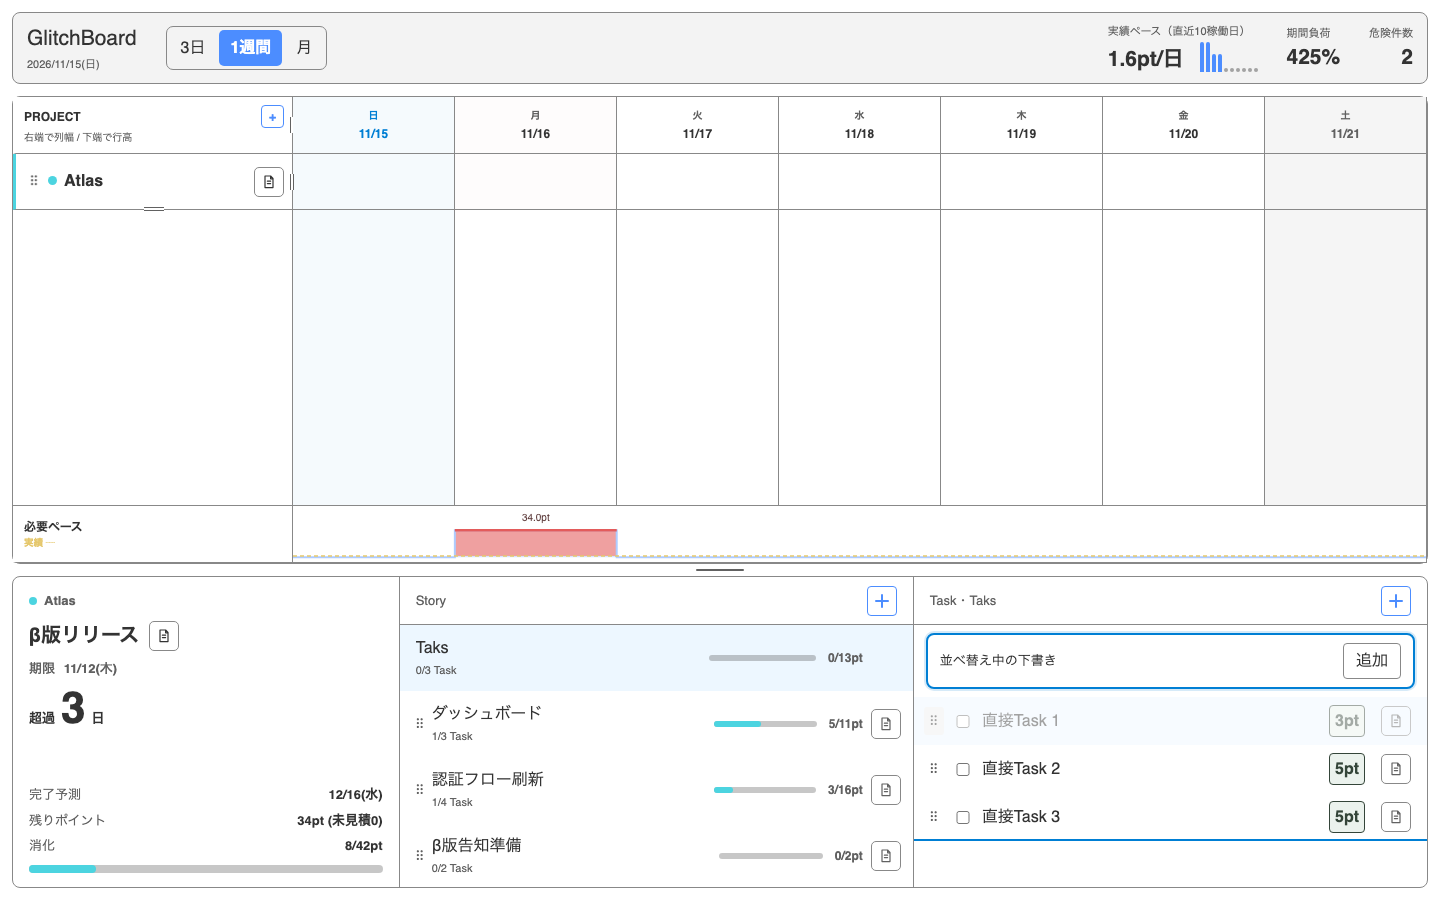 GlitchBoard
2026/11/15(日)
3日
1週間
月
実績ペース（直近10稼働日）
1.6pt/日
期間負荷
425%
危険件数
2
PROJECT
右端で列幅 / 下端で行高
+
日
11/15
月
11/16
火
11/17
水
11/18
木
11/19
金
11/20
土
11/21
Atlas
必要ペース
実績 —
34.0pt
Atlas
β版リリース
期限 11/12(木)
超過 3 日
完了予測 12/16(水)
残りポイント 34pt (未見積0)
消化 8/42pt
Story
+
Taks
0/3 Task
0/13pt
ダッシュボード
1/3 Task
5/11pt
認証フロー刷新
1/4 Task
3/16pt
β版告知準備
0/2 Task
0/2pt
Task・Taks
+
並べ替え中の下書き
追加
直接Task 1
3pt
直接Task 2
5pt
直接Task 3
5pt